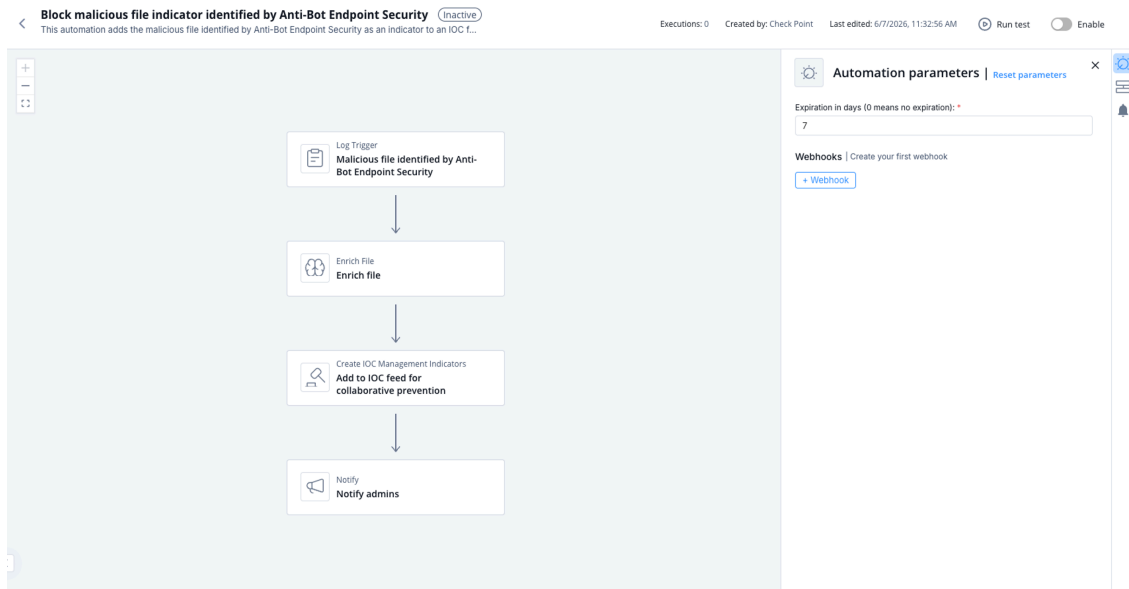 Block malicious file indicator identified by Anti-Bot Endpoint Security Inactive
This automation adds the malicious file identified by Anti-Bot Endpoint Security as an indicator to an IOC f...
Executions: 0 Created by: Check Point Last edited: 6/7/2026, 11:32:56 AM Run test Enable
Log Trigger
Malicious file identified by Anti-
Bot Endpoint Security
Enrich File
Enrich file
Create IOC Management Indicators
Add to IOC feed for
collaborative prevention
Notify
Notify admins
Automation parameters | Reset parameters
Expiration in days (0 means no expiration): *
7
Webhooks | Create your first webhook
+ Webhook